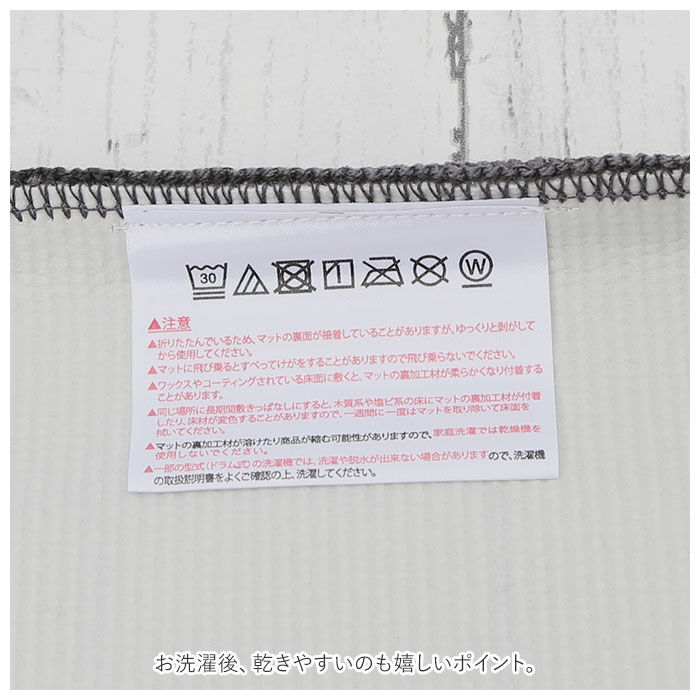 30 W
▲注意
▲折りたたんでいるため、マットの裏面が接着していることがありますが、ゆっくりと剥がして
から使用してください。
▲マットに飛び乗るとすべってけがをすることがありますので飛び乗らないでください。
▲ワックスやコーティングされている床面に敷くと、マットの裏加工材が柔らかくなり付着する
ことがあります。
▲同じ場所に長期間敷きっぱなしにすると、木質系や塩ビ系の床にマットの裏加工材が付着
したり、床材が変色することがありますので、一週間に一度はマットを取り除いて床面を
拭いてください。
▲マットの裏加工材が溶けたり商品が縮む可能性がありますので、家庭洗濯では乾燥機を
使用しないでください。
▲一部の型式（ドラム式）の洗濯機では、洗濯や脱水が出来ない場合がありますので、洗濯機
の取扱説明書をよくご確認の上、洗濯してください。
お洗濯後、乾きやすいのも嬉しいポイント。